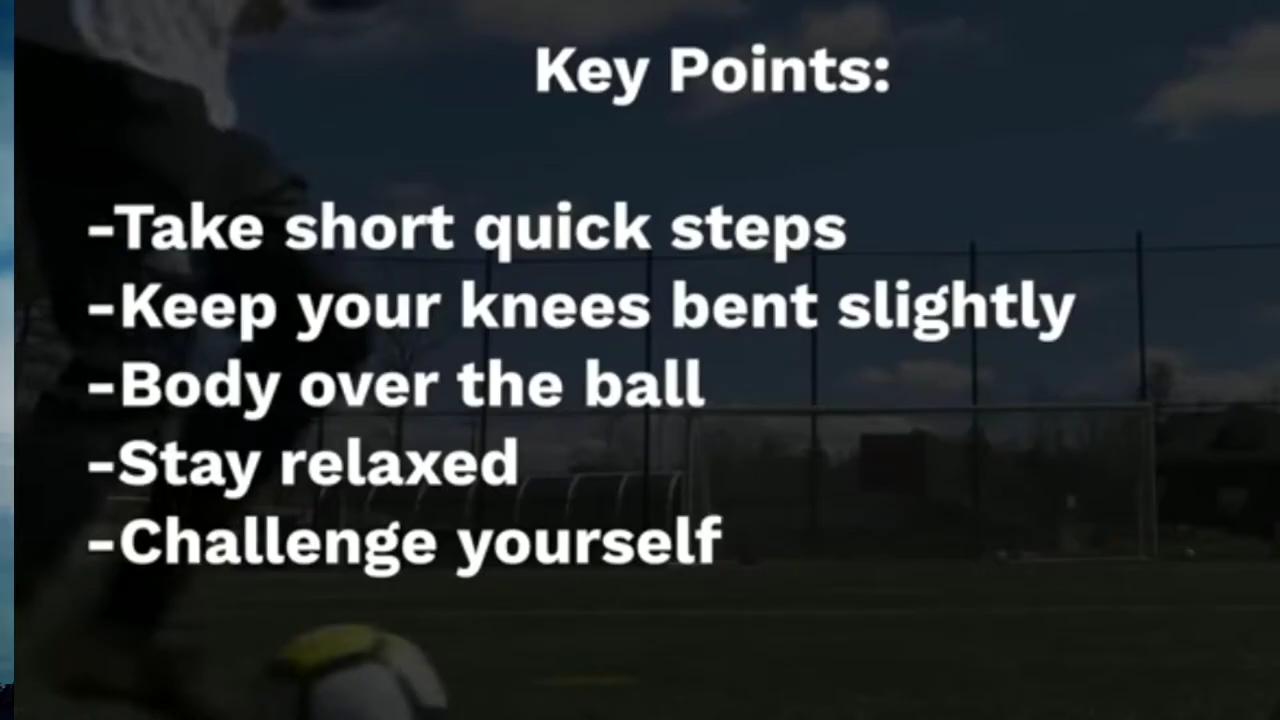 Key Points:
-Take short quick steps
-Keep your knees bent slightly
-Body over the ball
-Stay relaxed
-Challenge yourself